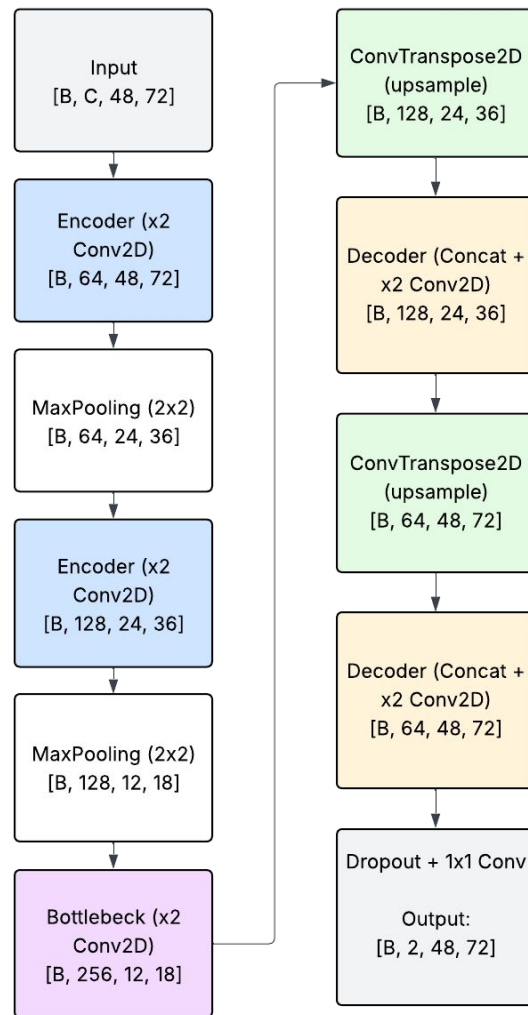 Input
[B, C, 48, 72]
Encoder (x2
Conv2D)
[B, 64, 48, 72]
MaxPooling (2x2)
[B, 64, 24, 36]
Encoder (x2
Conv2D)
[B, 128, 24, 36]
MaxPooling (2x2)
[B, 128, 12, 18]
Bottlebeck (x2
Conv2D)
[B, 256, 12, 18]
ConvTranspose2D
(upsample)
[B, 128, 24, 36]
Decoder (Concat +
x2 Conv2D)
[B, 128, 24, 36]
ConvTranspose2D
(upsample)
[B, 64, 48, 72]
Decoder (Concat +
x2 Conv2D)
[B, 64, 48, 72]
Dropout + 1x1 Conv
Output:
[B, 2, 48, 72]